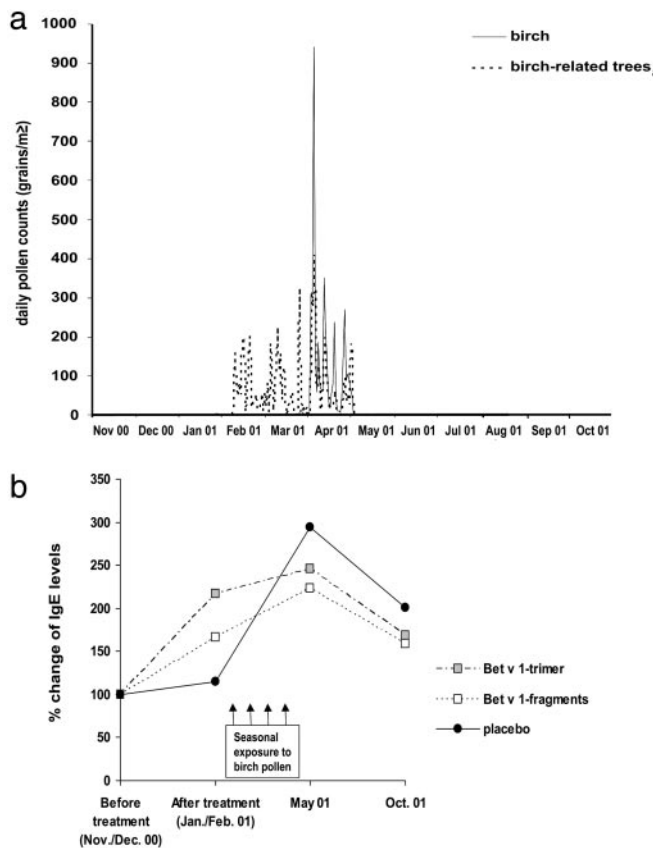 a
1000
900
800
700
600
500
400
300
200
100
0
daily pollen counts (grains/m≥)
birch
birch-related trees
Nov 00 Dec 00 Jan 01 Feb 01 Mar 01 Apr 01 May 01 Jun 01 Jul 01 Aug 01 Sep 01 Oct 01
b
350
300
250
200
150
100
50
0
% change of IgE levels
Bet v 1-trimer
Bet v 1-fragments
placebo
Seasonal
exposure to
birch pollen
Before
treatment
(Nov./Dec. 00)
After treatment
(Jan./Feb. 01)
May 01
Oct. 01